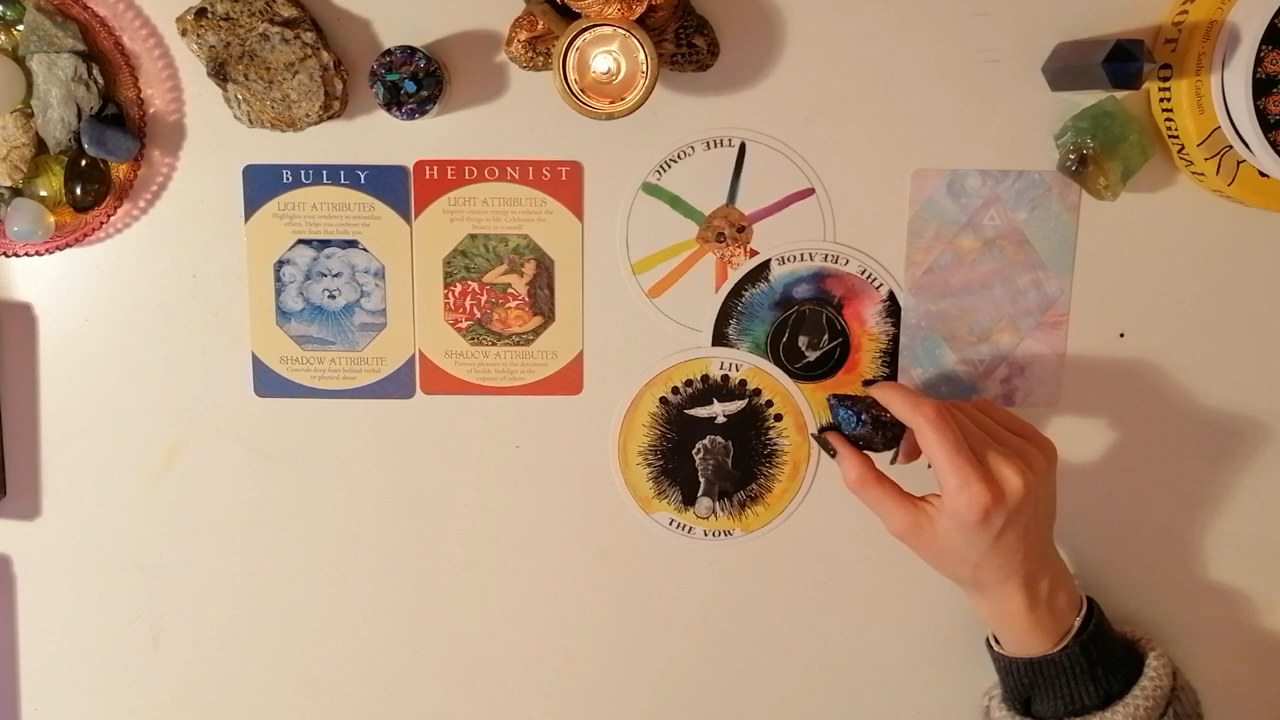 BULLY
LIGHT ATTRIBUTES
Highlights your tendency to intimidate
others. Helps you confront the
inner fears that bully you.
SHADOW ATTRIBUTE
Conceals deep fears behind verbal
or physical abuse
HEDONIST
LIGHT ATTRIBUTES
Inspires creative energy to embrace the
good things in life. Celebrates the
beauty in yourself
SHADOW ATTRIBUTES
Pursues pleasure to the detriment
of health. Indulges at the
expense of others.
THE COMIC
THE CREATOR
LIV
THE VOW
Sasha Graham
ORIGINAL